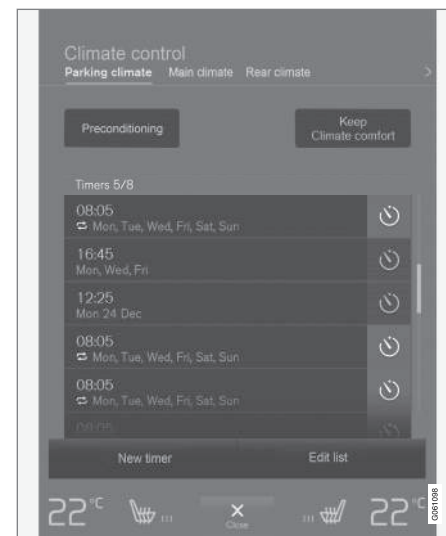 Climate control
Parking climate Main climate Rear climate
Preconditioning
Keep
Climate comfort
Timers 5/8
08:05
Mon, Tue, Wed, Fri, Sat, Sun
16:45
Mon, Wed, Fri
12:25
Mon 24 Dec
08:05
Mon, Tue, Wed, Fri, Sat, Sun
08:05
Mon, Tue, Wed, Fri, Sat, Sun
New timer Edit list
22°C 22°C
Close
G061098